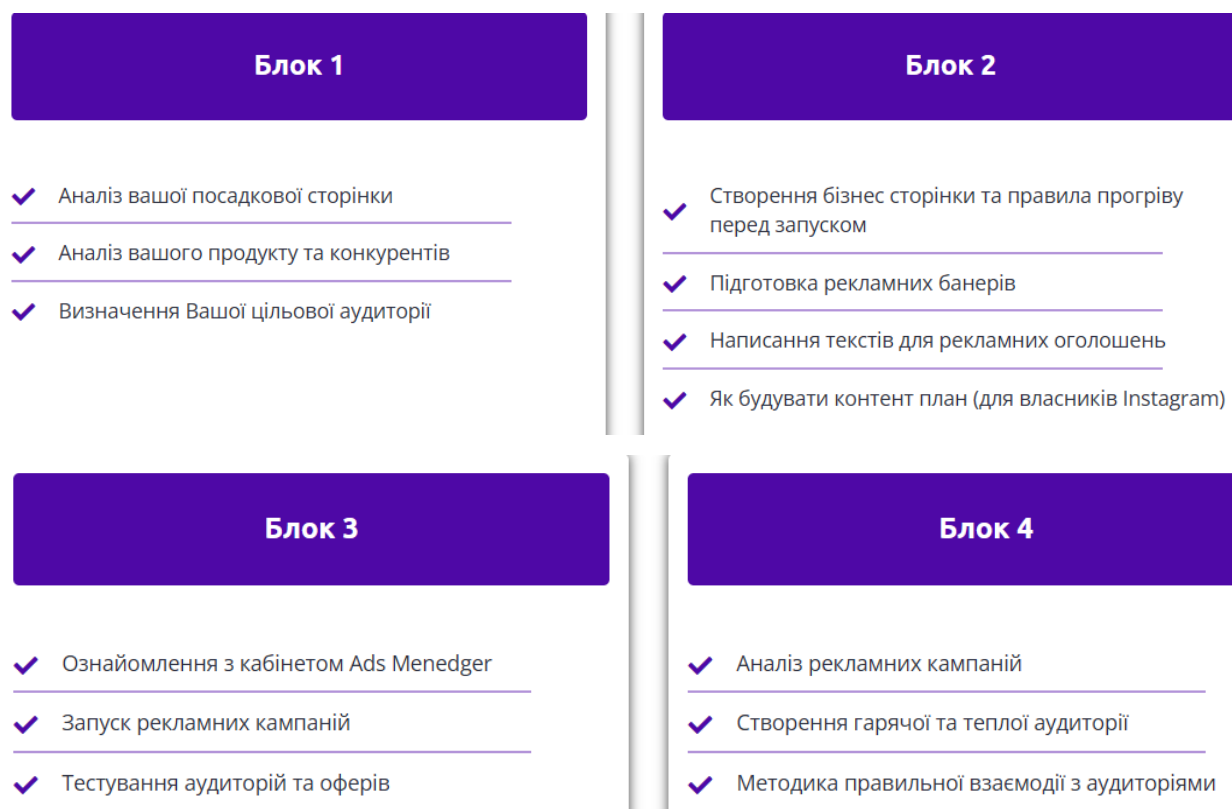 Блок 1
Аналіз вашої посадкової сторінки
Аналіз вашого продукту та конкурентів
Визначення Вашої цільової аудиторії
Блок 2
Створення бізнес сторінки та правила прогріву
перед запуском
Підготовка рекламних банерів
Написання текстів для рекламних оголошень
Як будувати контент план (для власників Instagram)
Блок 3
Ознайомлення з кабінетом Ads Menedger
Запуск рекламних кампаній
Тестування аудиторій та оферів
Блок 4
Аналіз рекламних кампаній
Створення гарячої та теплої аудиторії
Методика правильної взаємодії з аудиторіями